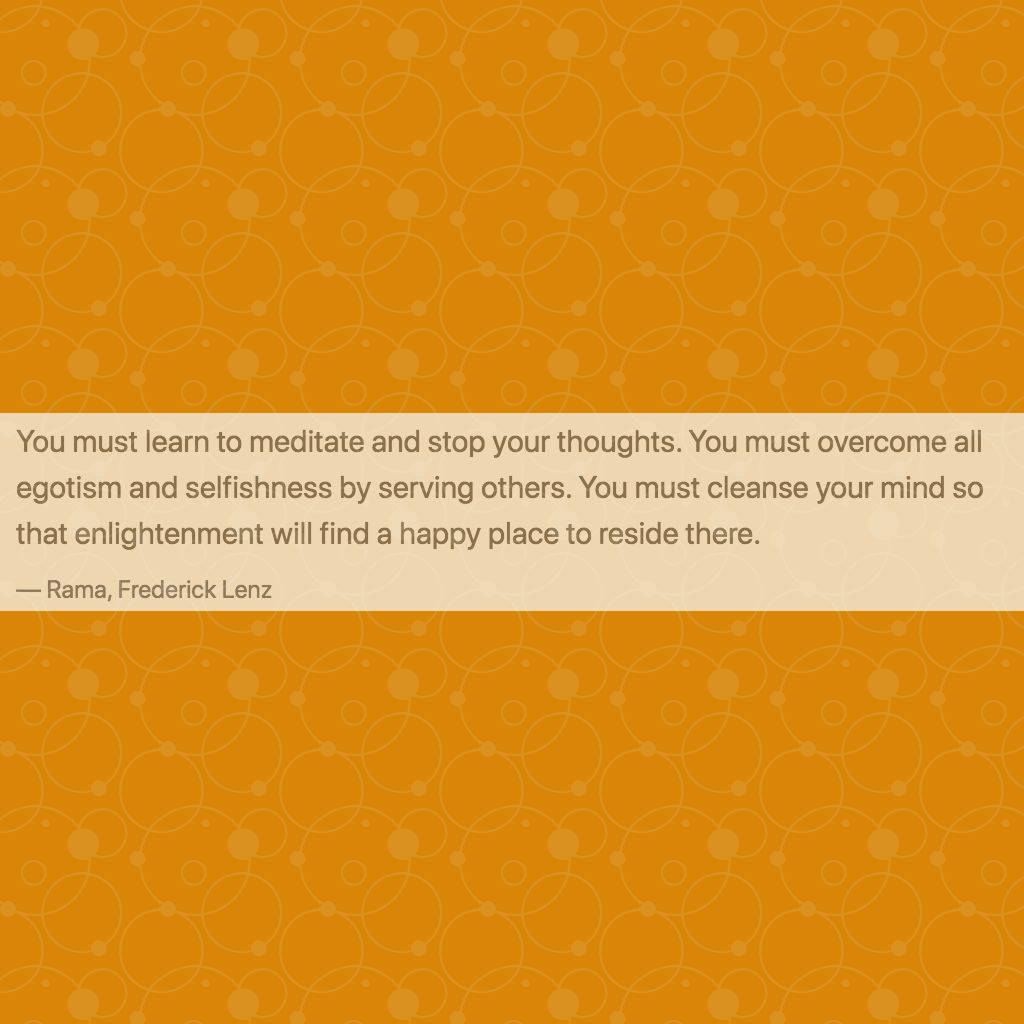 You must learn to meditate and stop your thoughts. You must overcome all
egotism and selfishness by serving others. You must cleanse your mind so
that enlightenment will find a happy place to reside there.
— Rama, Frederick Lenz